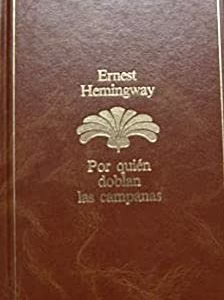 Ernest
Hemingway
Por quién
doblan
las campanas